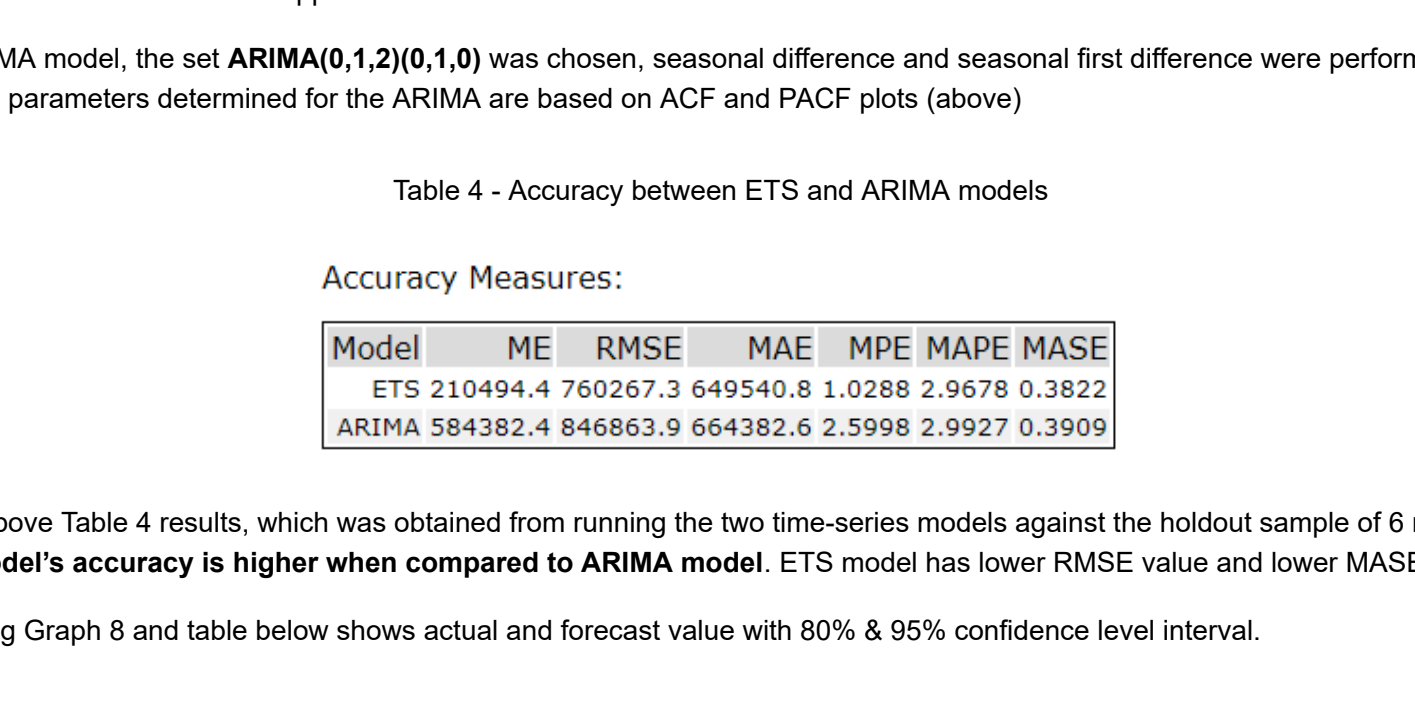 MA model, the set ARIMA(0,1,2)(0,1,0) was chosen, seasonal difference and seasonal first difference were perform
parameters determined for the ARIMA are based on ACF and PACF plots (above)
Table 4 - Accuracy between ETS and ARIMA models
Accuracy Measures:
Model ME RMSE MAE MPE MAPE MASE
ETS 210494.4 760267.3 649540.8 1.0288 2.9678 0.3822
ARIMA 584382.4 846863.9 664382.6 2.5998 2.9927 0.3909
bove Table 4 results, which was obtained from running the two time-series models against the holdout sample of 6
del’s accuracy is higher when compared to ARIMA model. ETS model has lower RMSE value and lower MASE
g Graph 8 and table below shows actual and forecast value with 80% & 95% confidence level interval.